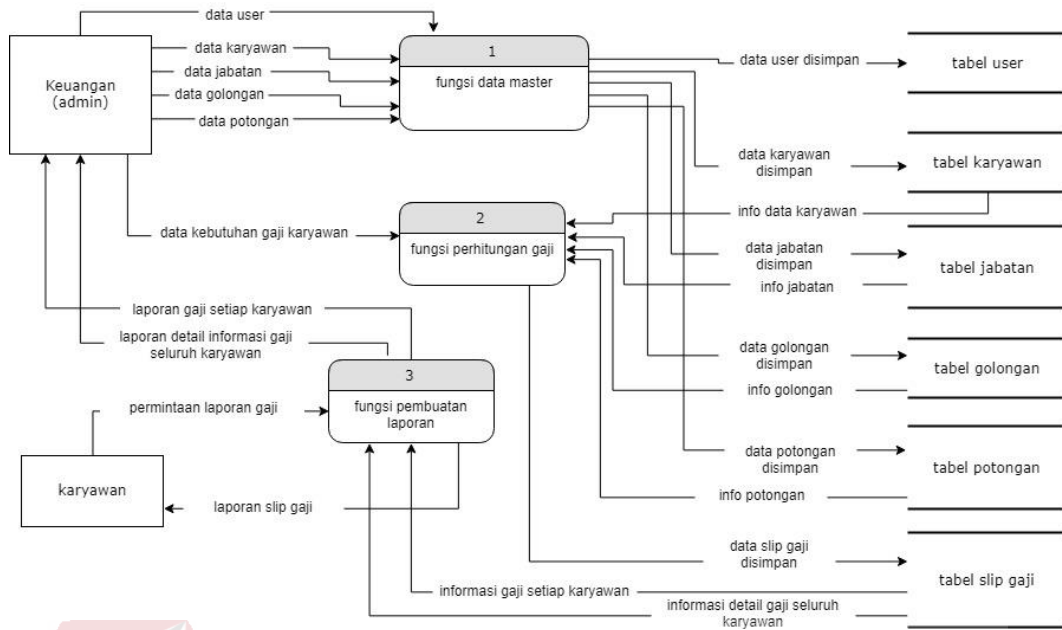 data user
Keuangan
(admin)
data karyawan
data jabatan
data golongan
data potongan
1
fungsi data master
data user disimpan
tabel user
data karyawan
disimpan
tabel karyawan
info data karyawan
data kebutuhan gaji karyawan
2
fungsi perhitungan gaji
data jabatan
disimpan
info jabatan
tabel jabatan
laporan gaji setiap karyawan
laporan detail informasi gaji
seluruh karyawan
data golongan
disimpan
info golongan
tabel golongan
3
fungsi pembuatan
laporan
permintaan laporan gaji
karyawan
laporan slip gaji
data potongan
disimpan
info potongan
tabel potongan
data slip gaji
disimpan
tabel slip gaji
informasi gaji setiap karyawan
informasi detail gaji seluruh
karyawan